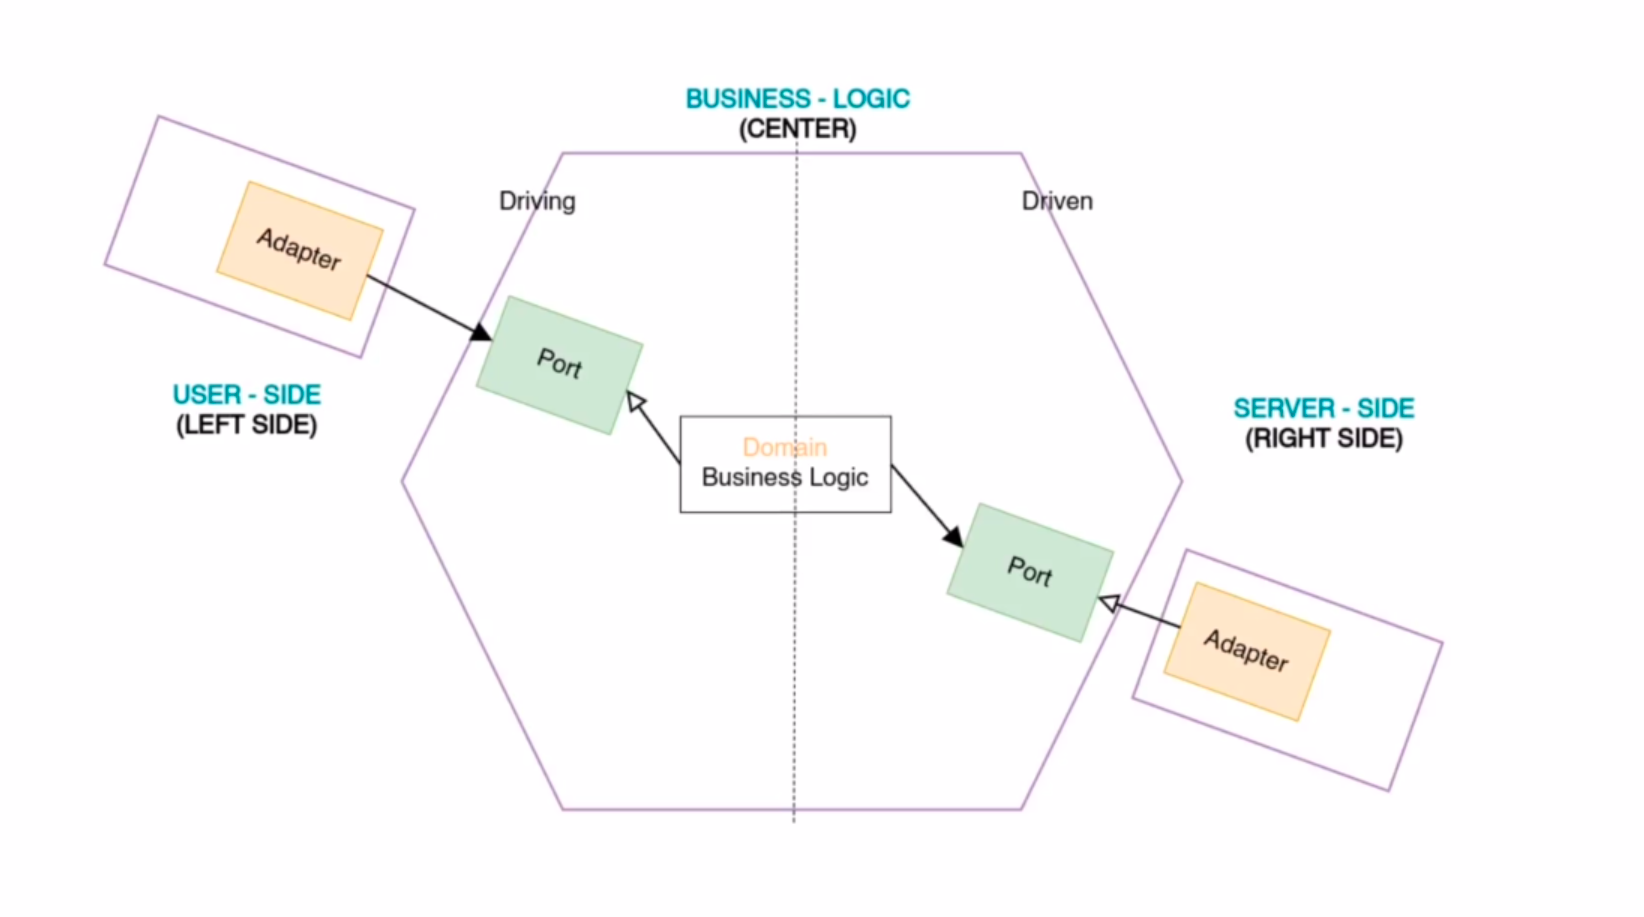 BUSINESS - LOGIC
(CENTER)
Driving
Driven
Adapter
Port
USER - SIDE
(LEFT SIDE)
Domain
Business Logic
SERVER - SIDE
(RIGHT SIDE)
Port
Adapter